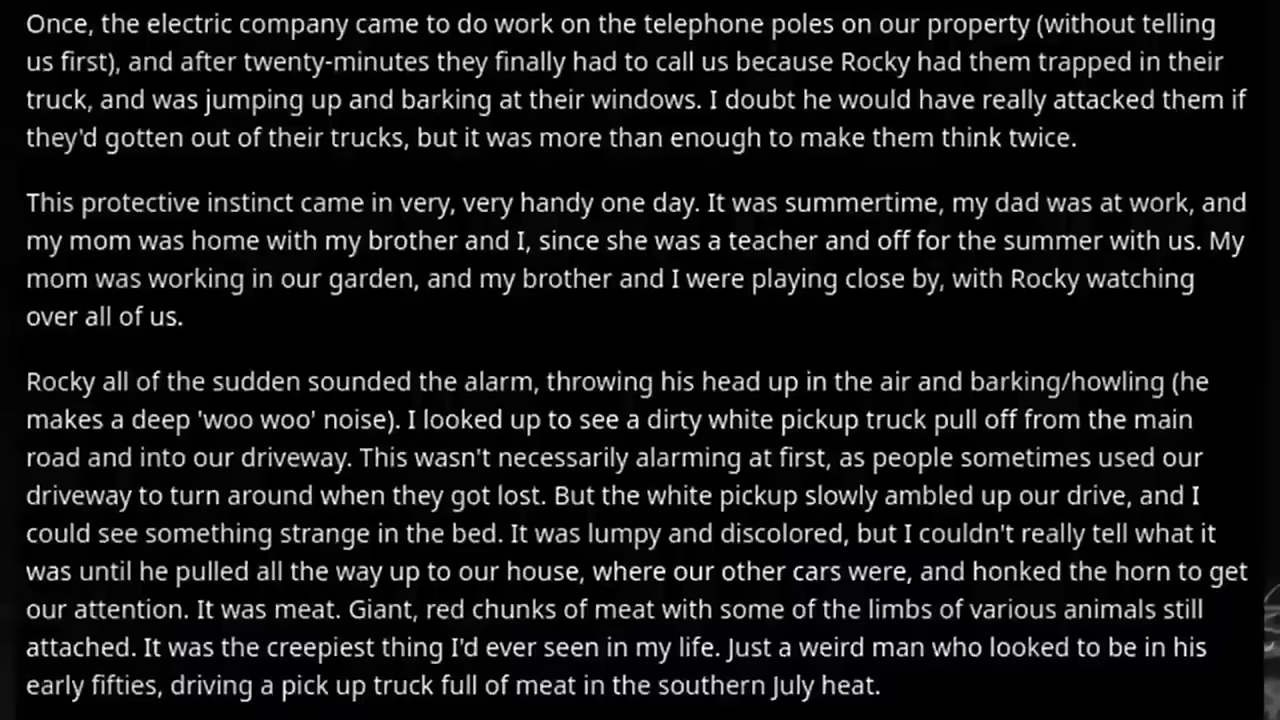 Once, the electric company came to do work on the telephone poles on our property (without telling
us first), and after twenty-minutes they finally had to call us because Rocky had them trapped in their
truck, and was jumping up and barking at their windows. I doubt he would have really attacked them if
they'd gotten out of their trucks, but it was more than enough to make them think twice.
This protective instinct came in very, very handy one day. It was summertime, my dad was at work, and
my mom was home with my brother and I, since she was a teacher and off for the summer with us. My
mom was working in our garden, and my brother and I were playing close by, with Rocky watching
over all of us.
Rocky all of the sudden sounded the alarm, throwing his head up in the air and barking/howling (he
makes a deep 'woo woo' noise). I looked up to see a dirty white pickup truck pull off from the main
road and into our driveway. This wasn't necessarily alarming at first, as people sometimes used our
driveway to turn around when they got lost. But the white pickup slowly ambled up our drive, and I
could see something strange in the bed. It was lumpy and discolored, but I couldn't really tell what it
was until he pulled all the way up to our house, where our other cars were, and honked the horn to get
our attention. It was meat. Giant, red chunks of meat with some of the limbs of various animals still
attached. It was the creepiest thing I'd ever seen in my life. Just a weird man who looked to be in his
early fifties, driving a pick up truck full of meat in the southern July heat.